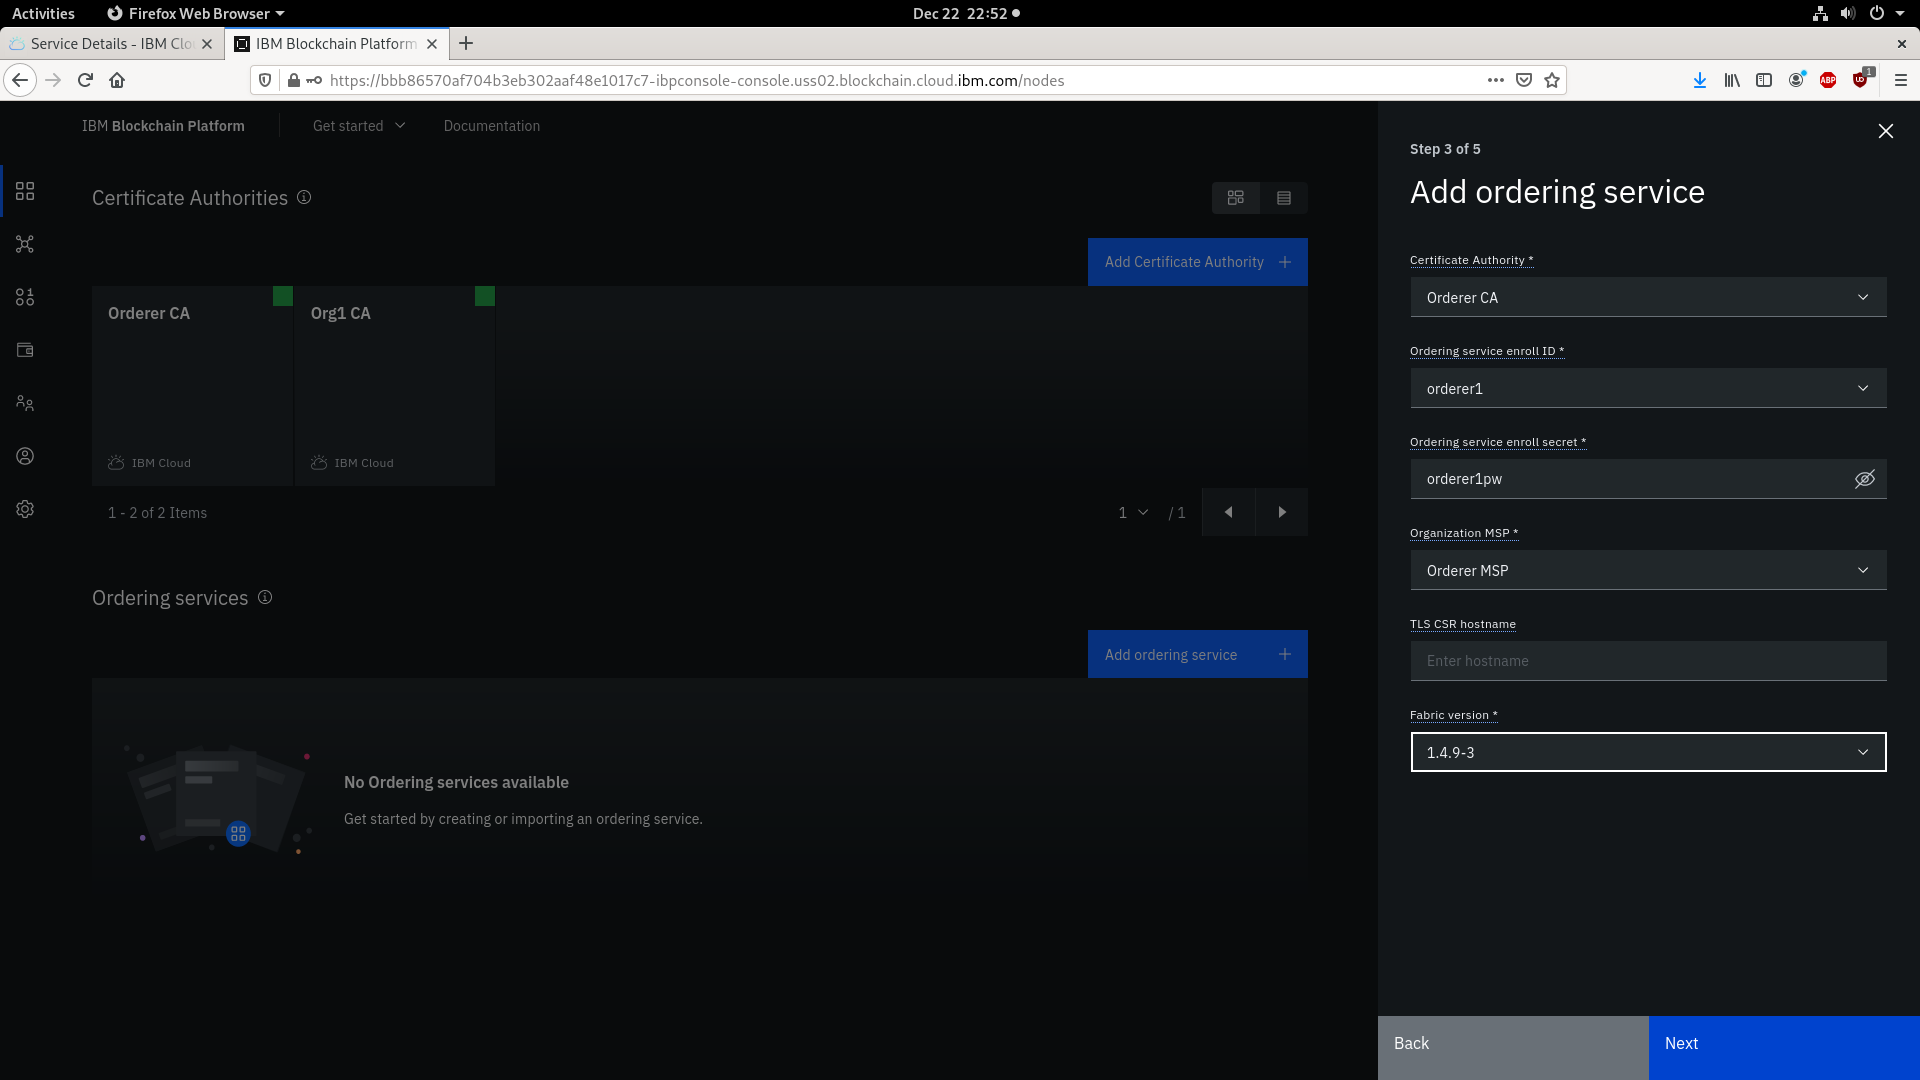 Activities
Firefox Web Browser
Dec 22 22:52
Service Details - IBM Clo
IBM Blockchain Platform
https://bbb86570af704b3eb302aaf48e1017c7-ibpconsole-console.uss02.blockchain.cloud.ibm.com/nodes
ABP
1
IBM Blockchain Platform
Get started
Documentation
Certificate Authorities
Add Certificate Authority
Orderer CA
IBM Cloud
Org1 CA
IBM Cloud
1 - 2 of 2 Items
1
/ 1
Ordering services
Add ordering service
No Ordering services available
Get started by creating or importing an ordering service.
Step 3 of 5
Add ordering service
Certificate Authority *
Orderer CA
Ordering service enroll ID *
orderer1
Ordering service enroll secret *
orderer1pw
Organization MSP *
Orderer MSP
TLS CSR hostname
Enter hostname
Fabric version *
1.4.9-3
Back
Next